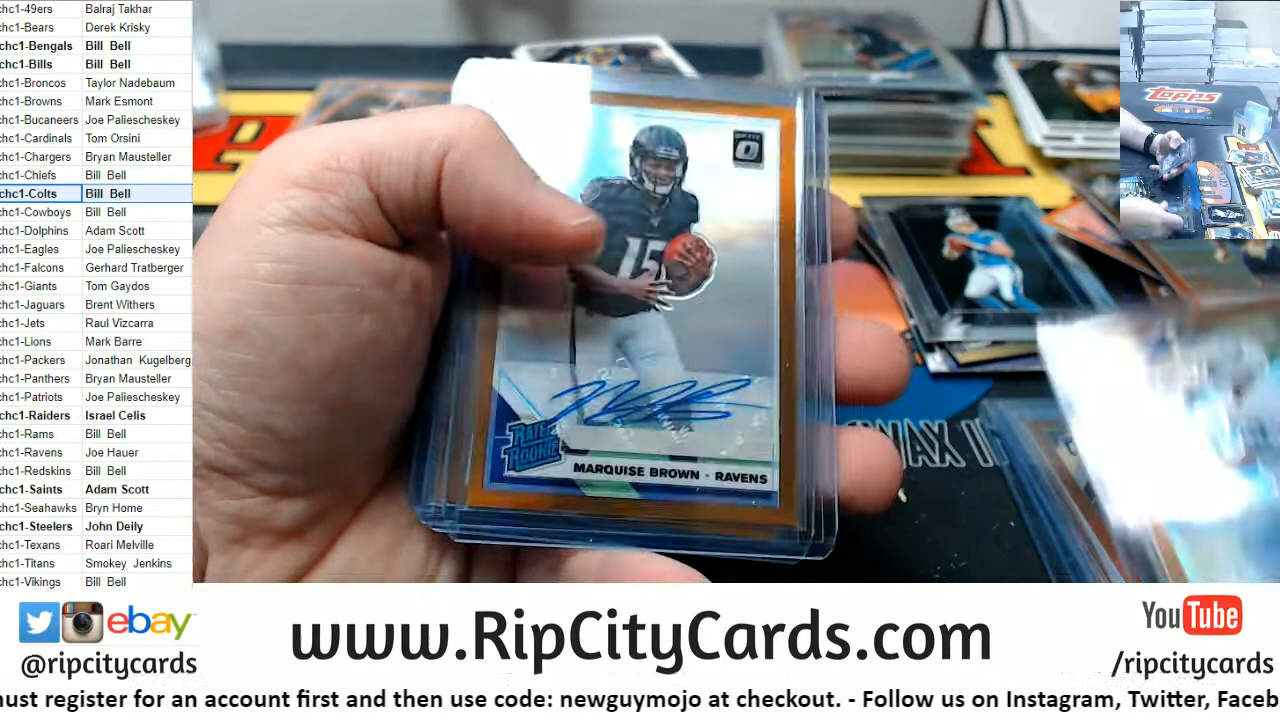 chc1-49ers Balraj Takhar
chc1-Bears Derek Krisky
chc1-Bengals Bill Bell
chc1-Bills Bill Bell
chc1-Broncos Taylor Nadebaum
chc1-Browns Mark Esmont
chc1-Bucaneers Joe Paliescheskey
chc1-Cardinals Tom Orsini
chc1-Chargers Bryan Mausteller
chc1-Chiefs Bill Bell
chc1-Colts Bill Bell
chc1-Cowboys Bill Bell
chc1-Dolphins Adam Scott
chc1-Eagles Joe Paliescheskey
chc1-Falcons Gerhard Tratberger
chc1-Giants Tom Gaydos
chc1-Jaguars Brent Withers
chc1-Jets Raul Vizcarra
chc1-Lions Mark Barre
chc1-Packers Jonathan Kugelberg
chc1-Panthers Bryan Mausteller
chc1-Patriots Joe Paliescheskey
chc1-Raiders Israel Celis
chc1-Rams Bill Bell
chc1-Ravens Joe Hauer
chc1-Redskins Bill Bell
chc1-Saints Adam Scott
chc1-Seahawks Bryn Home
chc1-Steelers John Deily
chc1-Texans Roari Melville
chc1-Titans Smokey Jenkins
chc1-Vikings Bill Bell
OPTIC
15
RATED ROOKIE
MARQUISE BROWN - RAVENS
WAX
TOPPS
ebay
@ripcitycards
www.RipCityCards.com
YouTube
/ripcitycards
must register for an account first and then use code: newguymojo at checkout. - Follow us on Instagram, Twitter, Faceb